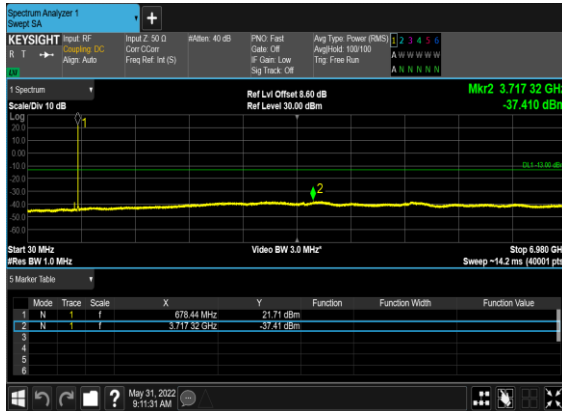 Spectrum Analyzer 1
Swept SA
+
KEYSIGHT Input: RF Input Z: 50 Ω #Atten: 40 dB PNO: Fast Avg Type: Power (RMS) 1 2 3 4 5 6
R T Coupling: DC Corr CCorr Gate: Off Avg|Hold: 100/100 A W W W W W
Align: Auto Freq Ref: Int (S) IF Gain: Low Trig: Free Run
LXI Sig Track: Off A N N N N N
1 Spectrum Ref Lvl Offset 8.60 dB Mkr2 3.717 32 GHz
Scale/Div 10 dB Ref Level 30.00 dBm -37.410 dBm
Log
1
20.0
10.0
0.00
-10.0
DL1 -13.00 dBm
-20.0
-30.0
2
-40.0
-50.0
-60.0
Start 30 MHz Video BW 3.0 MHz* Stop 6.980 GHz
#Res BW 1.0 MHz Sweep ~14.2 ms (40001 pts)
5 Marker Table
Mode Trace Scale X Y Function Function Width Function Value
1 N 1 f 678.44 MHz 21.71 dBm
2 N 1 f 3.717 32 GHz -37.41 dBm
3
4
5
6
? May 31, 2022
9:11:31 AM